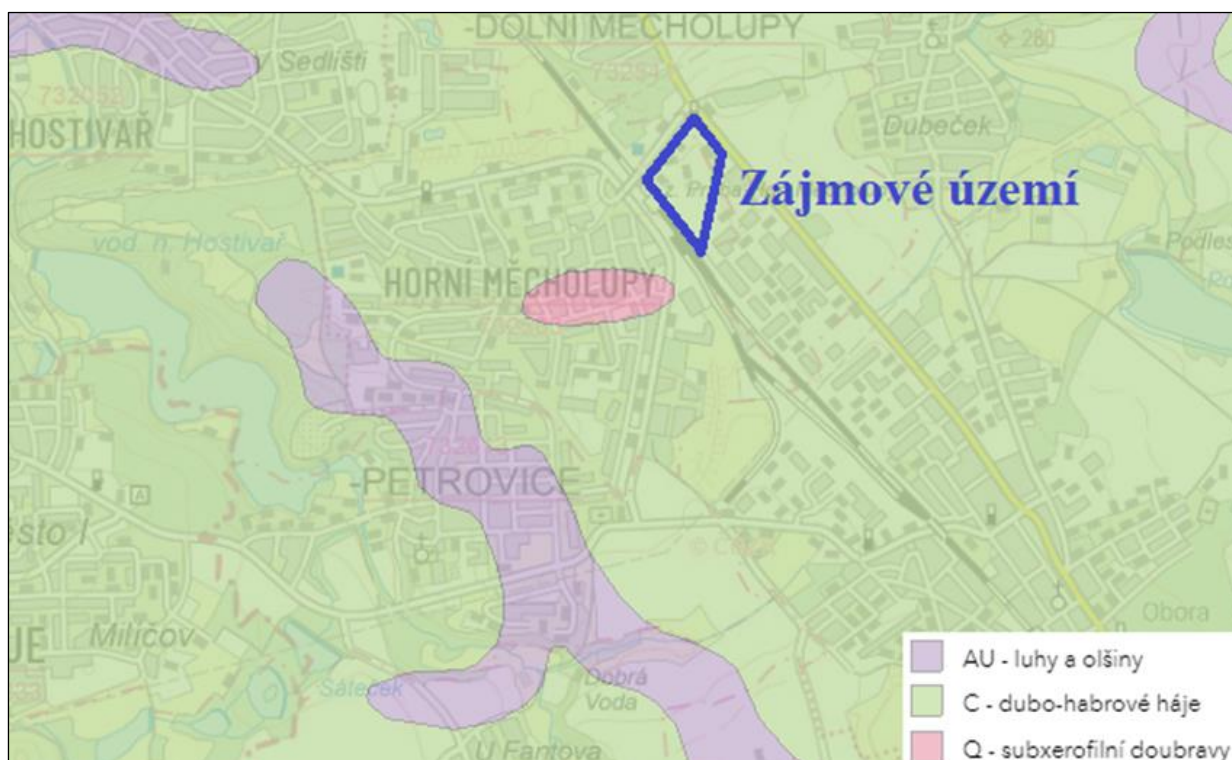 -DOLNÍ MĚCHOLUPY
V Sedlišti
280
HOSTIVAŘ
Dubeček
Zájmové území
vod. n. Hostivař
HORNÍ MĚCHOLUPY
-PETROVICE
Milíčov
Obora
Sáteček
Dobrá
Voda
U Fantova
AU - luhy a olšiny
C - dubo-habrové háje
Q - subxerofilní doubravy